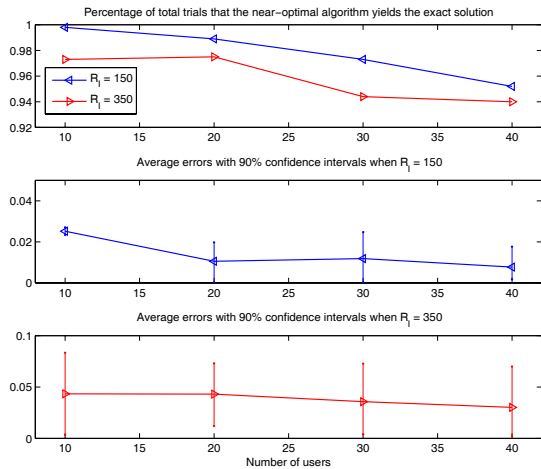 Percentage of total trials that the near−optimal algorithm yields the exact solution
1
0.98
0.96
0.94
0.92
R_l = 150
R_l = 350
10 15 20 25 30 35 40
Average errors with 90% confidence intervals when R_l = 150
0.04
0.02
0
10 15 20 25 30 35 40
Average errors with 90% confidence intervals when R_l = 350
0.1
0.05
0
10 15 20 25 30 35 40
Number of users